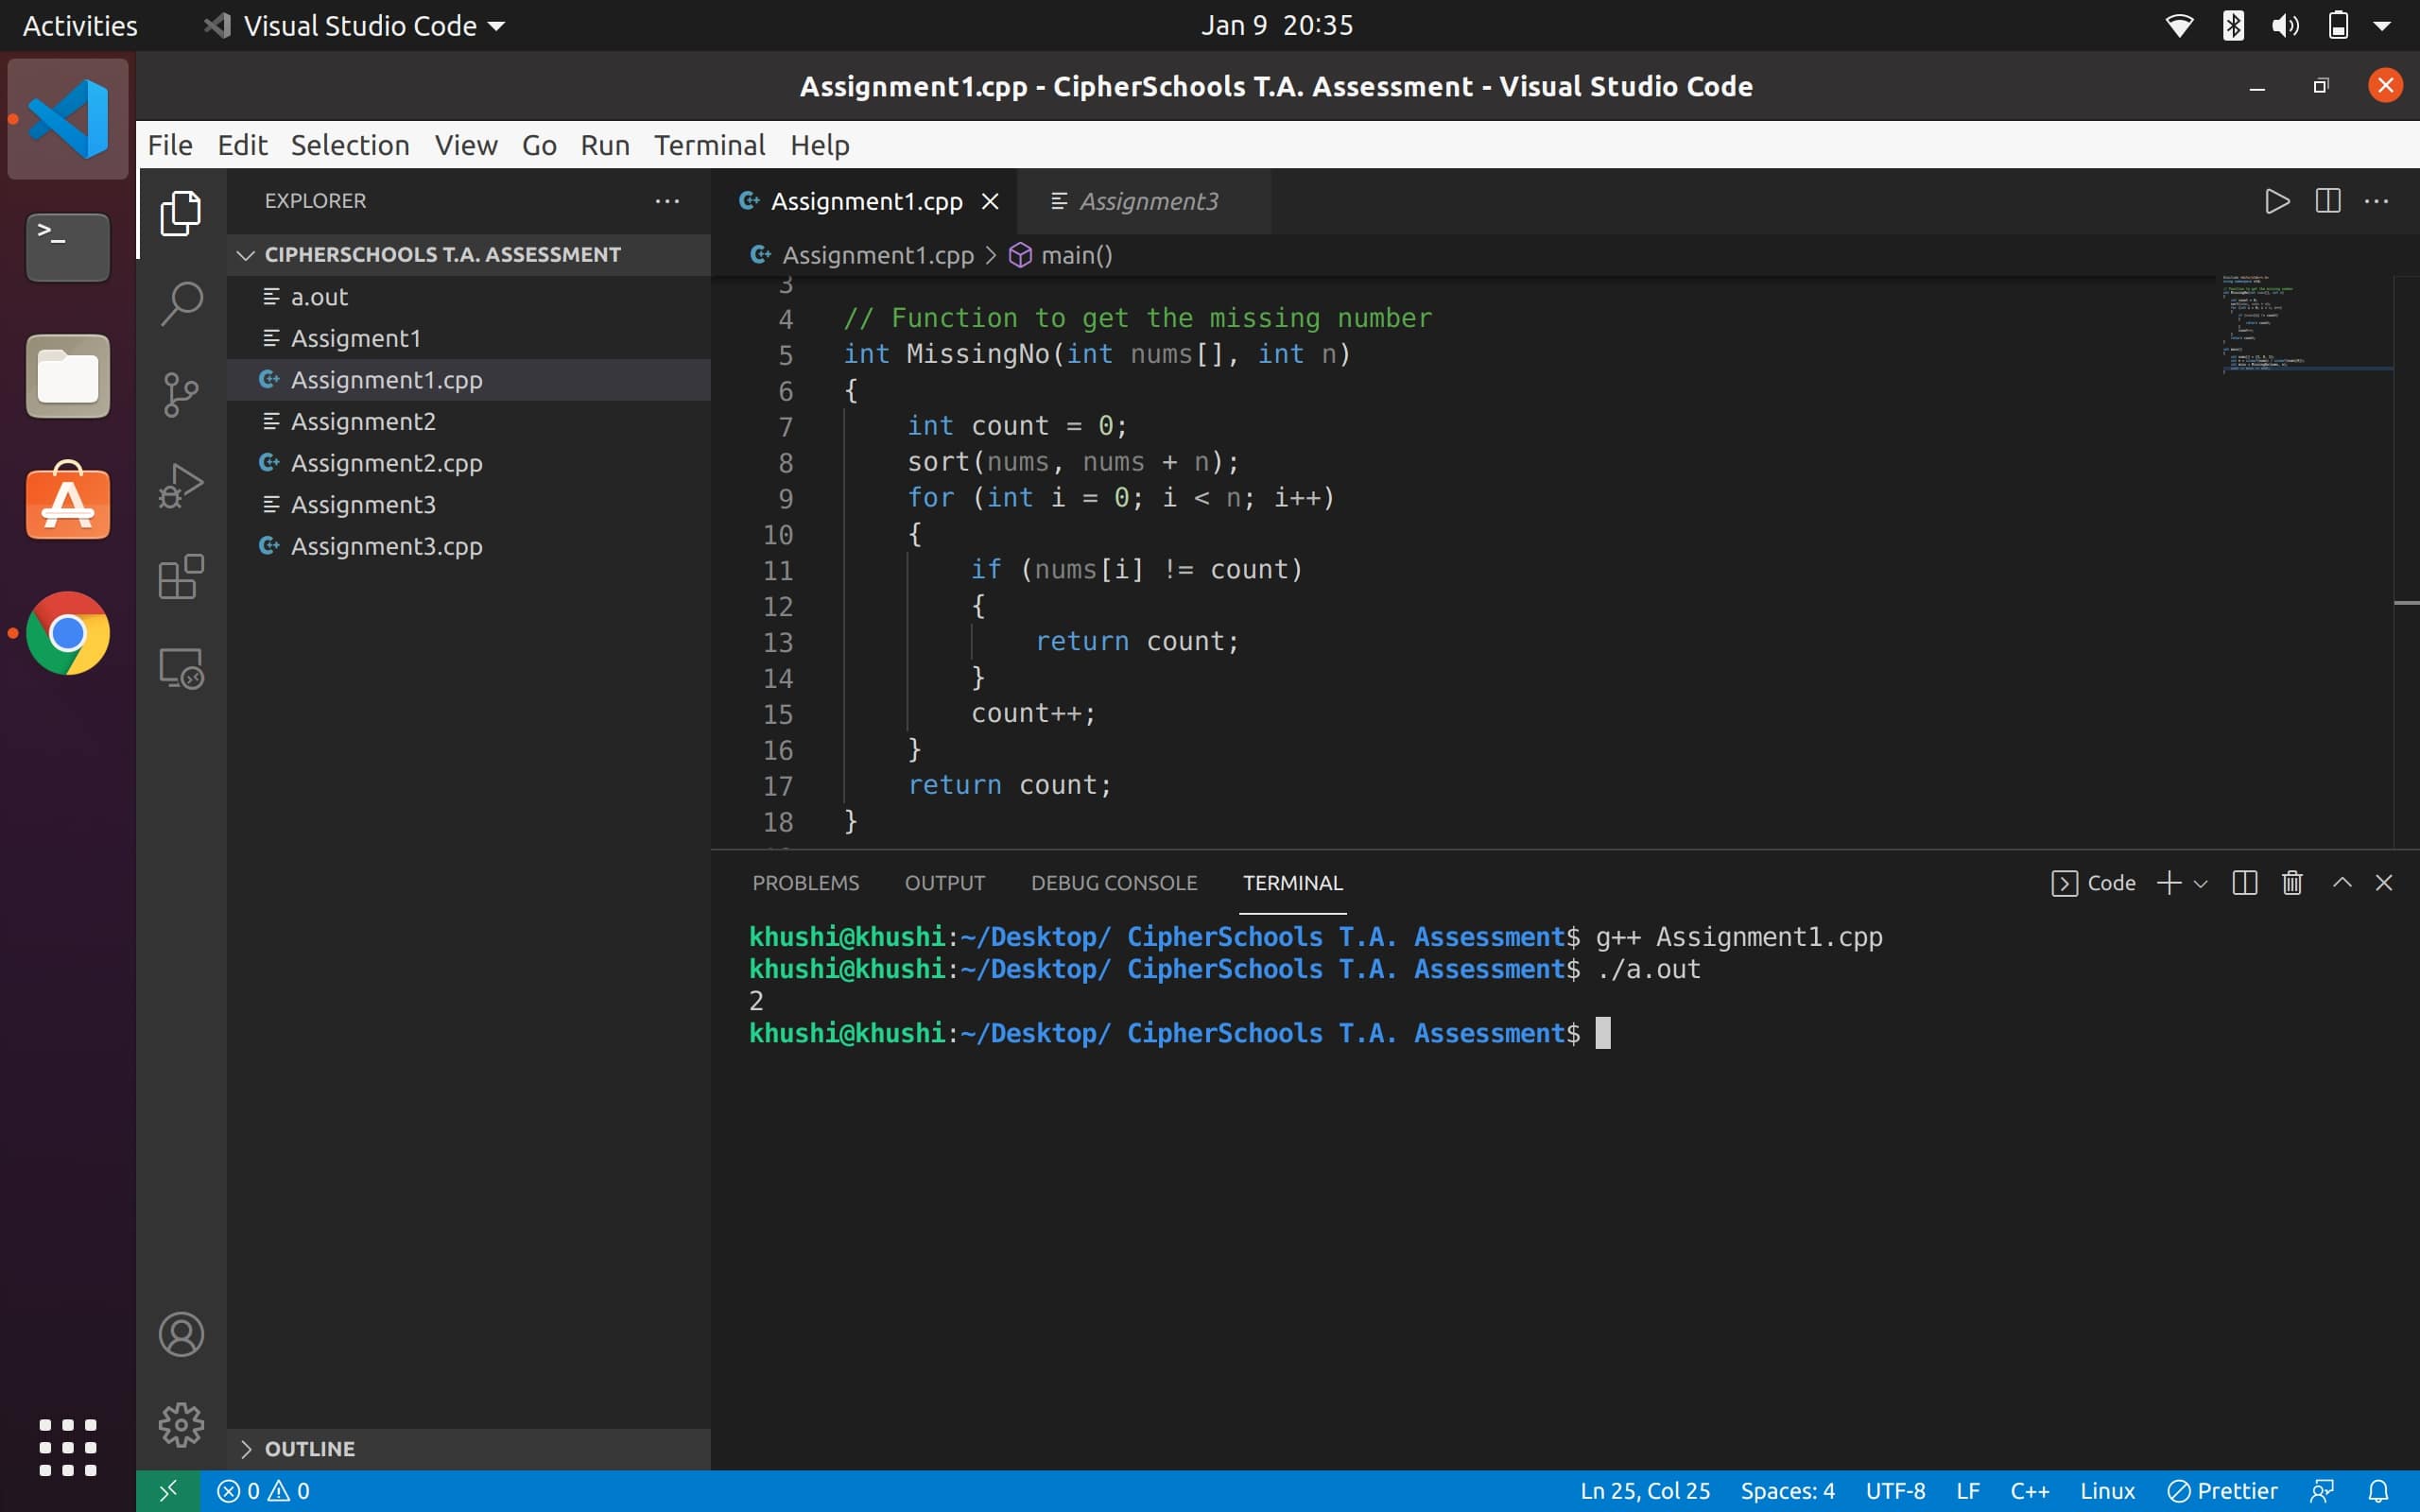 Activities Visual Studio Code Jan 9 20:35
Assignment1.cpp - CipherSchools T.A. Assessment - Visual Studio Code
File Edit Selection View Go Run Terminal Help
EXPLORER
CIPHERSCHOOLS T.A. ASSESSMENT
a.out
Assigment1
Assignment1.cpp
Assignment2
Assignment2.cpp
Assignment3
Assignment3.cpp
OUTLINE
Assignment1.cpp Assignment3
Assignment1.cpp > main()
3
4 // Function to get the missing number
5 int MissingNo(int nums[], int n)
6 {
7 int count = 0;
8 sort(nums, nums + n);
9 for (int i = 0; i < n; i++)
10 {
11 if (nums[i] != count)
12 {
13 return count;
14 }
15 count++;
16 }
17 return count;
18 }
PROBLEMS OUTPUT DEBUG CONSOLE TERMINAL Code
khushi@khushi:~/Desktop/ CipherSchools T.A. Assessment$ g++ Assignment1.cpp
khushi@khushi:~/Desktop/ CipherSchools T.A. Assessment$ ./a.out
2
khushi@khushi:~/Desktop/ CipherSchools T.A. Assessment$
0 0 Ln 25, Col 25 Spaces: 4 UTF-8 LF C++ Linux Prettier